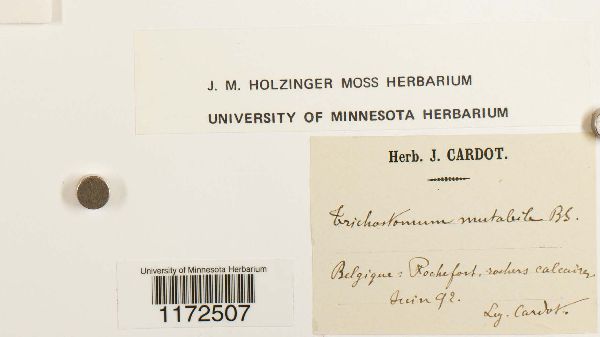 J. M. HOLZINGER MOSS HERBARIUM
UNIVERSITY OF MINNESOTA HERBARIUM
Herb. J. CARDOT.
Trichostomum mutabile BS.
Belgique: Rochefort, rochers calcaires
Juin 92.
Leg. Cardot.
University of Minnesota Herbarium
1172507